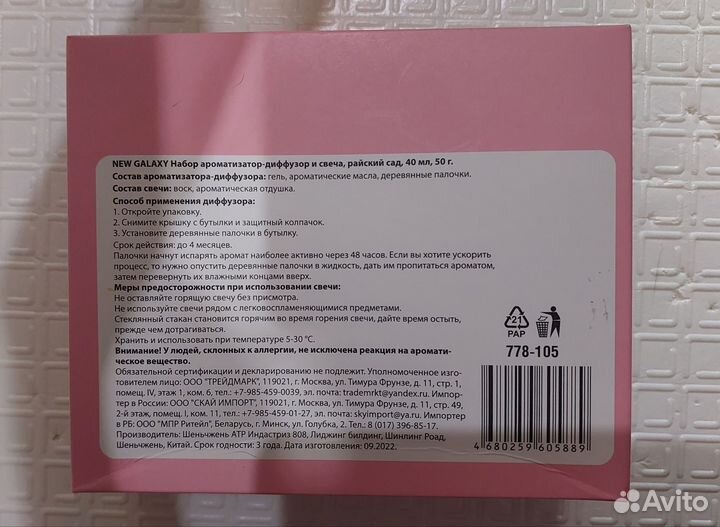 NEW GALAXY Набор ароматизатор-диффузор и свеча, райский сад, 40 мл, 50 г.
Состав ароматизатора-диффузора: гель, ароматические масла, деревянные палочки.
Состав свечи: воск, ароматическая отдушка.
Способ применения диффузора:
1. Откройте упаковку.
2. Снимите крышку с бутылки и защитный колпачок.
3. Установите деревянные палочки в бутылку.
Срок действия: до 4 месяцев.
Палочки начнут испарять аромат наиболее активно через 48 часов. Если вы хотите ускорить
процесс, то нужно опустить деревянные палочки в жидкость, дать им пропитаться ароматом,
затем перевернуть их влажными концами вверх.
Меры предосторожности при использовании свечи:
Не оставляйте горящую свечу без присмотра.
Не используйте свечи рядом с легковоспламеняющимися предметами.
Стеклянный стакан становится горячим во время горения свечи, дайте время остыть,
прежде чем дотрагиваться.
Хранить и использовать при температуре 5-30 °С.
Внимание! У людей, склонных к аллергии, не исключена реакция на аромати-
ческое вещество.
Обязательной сертификации и декларированию не подлежит. Уполномоченное изго-
товителем лицо: ООО "ТРЕЙДМАРК", 119021, г. Москва, ул. Тимура Фрунзе, д. 11, стр. 1,
помещ. IV, этаж 1, ком. 6, тел.: +7-985-459-0039, эл. почта: trademrkt@yandex.ru. Импор-
тер в России: ООО "СКАЙ ИМПОРТ", 119021, г. Москва, ул. Тимура Фрунзе, д. 11, стр. 49,
2-й этаж, помещ. I, ком. 11, тел.: +7-985-459-01-27, эл. почта: skyimport@ya.ru. Импортер
в РБ: ООО "МПР Ритейл", Беларусь, г. Минск, ул. Голубка, 2. Тел.: 8 (017) 396-85-17.
Производитель: Шеньчжень АТР Индастриз 808, Лиджинг билдинг, Шинлинг Роад,
Шеньчжень, Китай. Срок годности: 3 года. Дата изготовления: 09.2022.
21
PAP
778-105
4 680259 605889
Avito